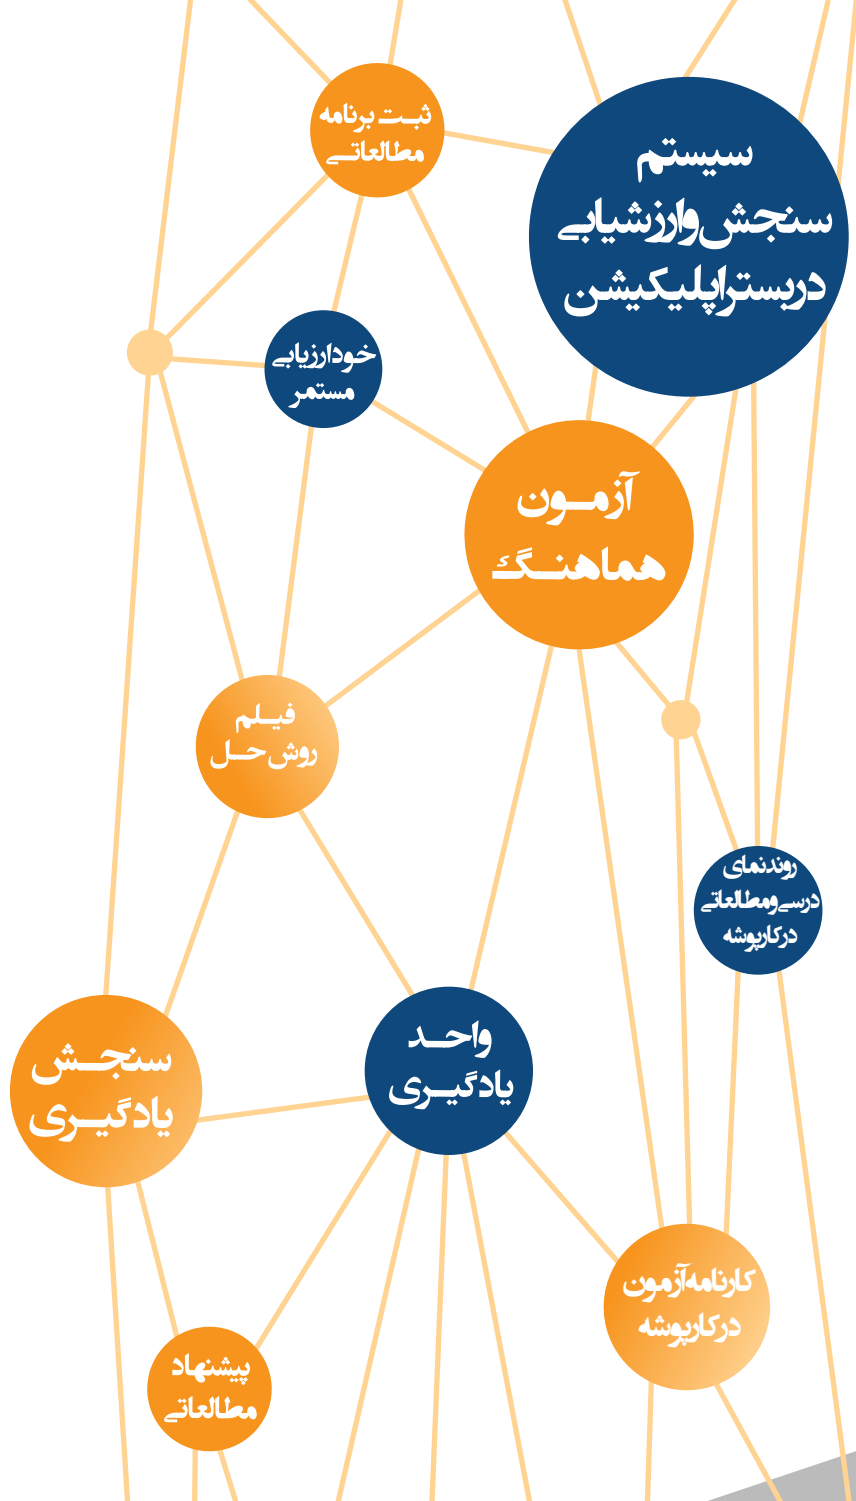 ثبت برنامه
مطالعاتی
سیستم
سنجش و ارزشیابی
در بستر اپلیکیشن
خودارزیابی
مستمر
آزمون
هماهنگ
فیلم
روش حل
روندنمای
درسی و مطالعاتی
در کارپوشه
واحد
یادگیری
سنجش
یادگیری
کارنامه آزمون
در کارپوشه
پیشنهاد
مطالعاتی